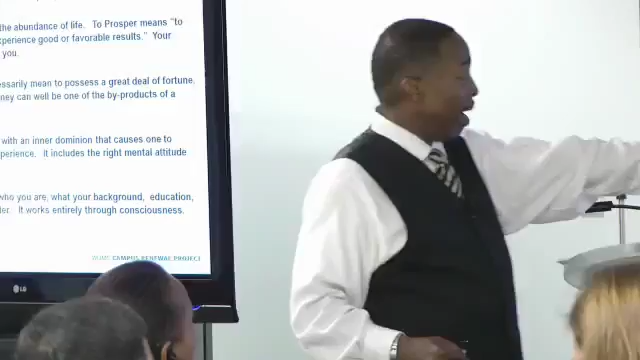 the abundance of life. To Prosper means "to
xperience good or favorable results." Your
you.
essarily mean to possess a great deal of fortune.
ney can well be one of the by-products of a
with an inner dominion that causes one to
perience. It includes the right mental attitude
who you are, what your background, education,
der. It works entirely through consciousness.
CAMPUS RENEWAL PROJECT
LG